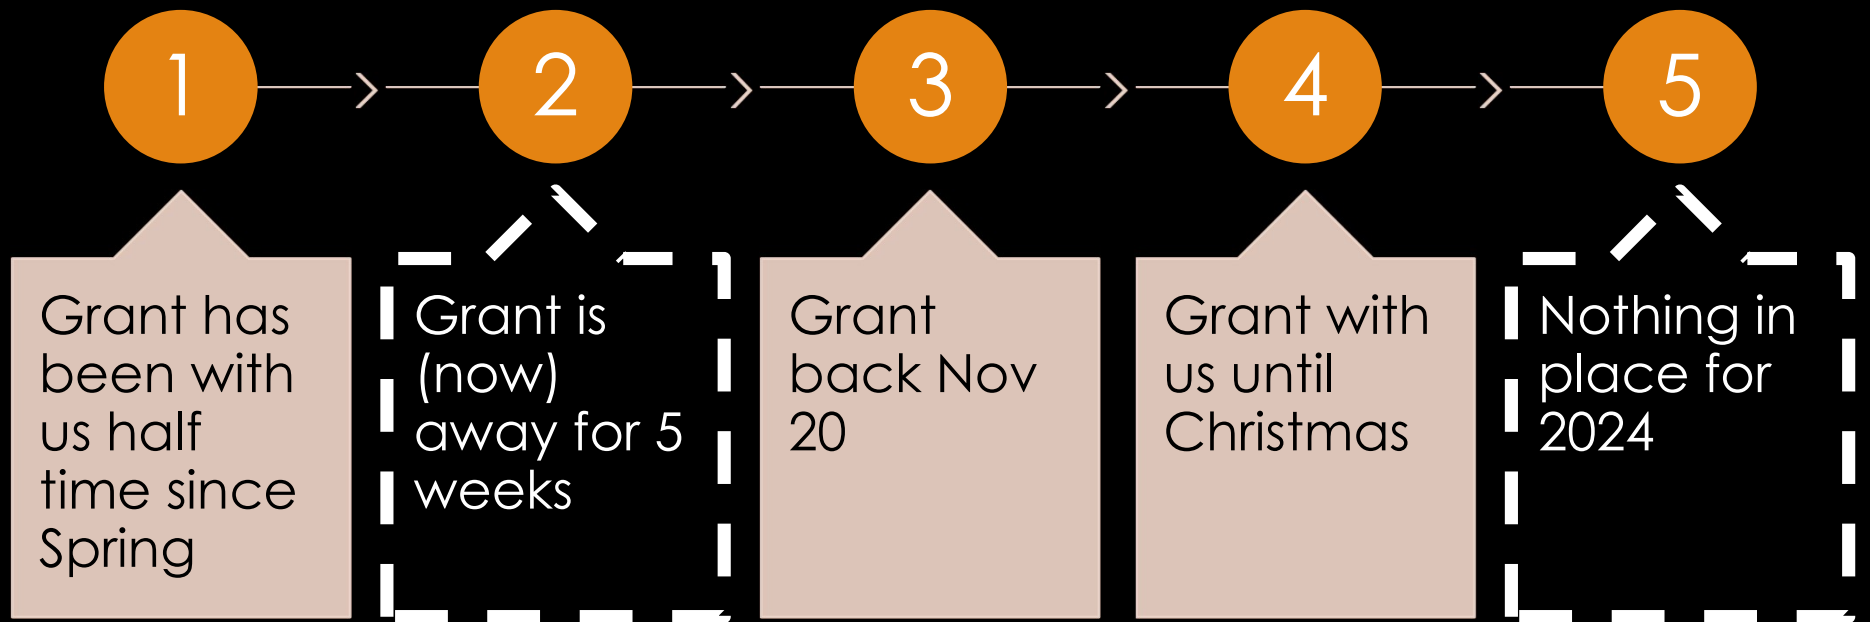 1
2
3
4
5
Grant has
been with
us half
time since
Spring
Grant is
(now)
away for 5
weeks
Grant
back Nov
20
Grant with
us until
Christmas
Nothing in
place for
2024